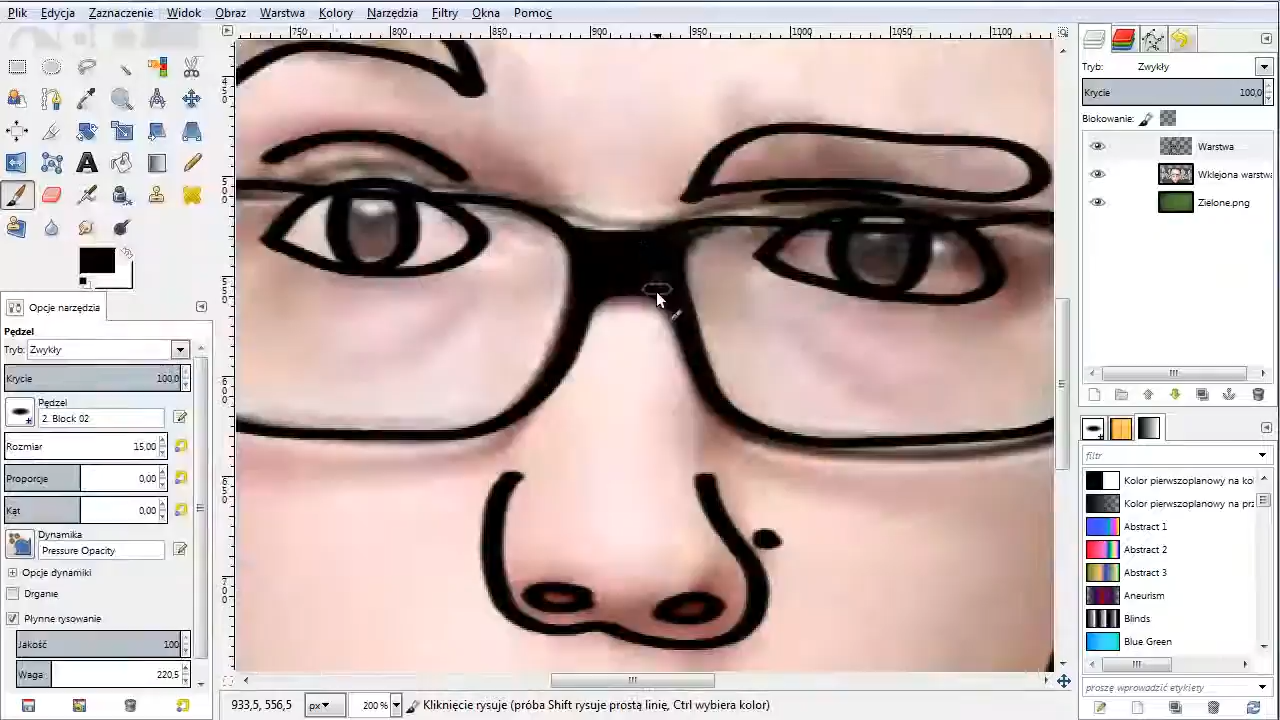 Plik Edycja Zaznaczenie Widok Obraz Warstwa Kolory Narzędzia Filtry Okna Pomoc
750 800 850 900 950 1000 1050 1100
Opcje narzędzia
Pędzel
Tryb: Zwykły
Krycie 100,0
Pędzel
2. Block 02
Rozmiar 15,00
Proporcje 0,00
Kąt 0,00
Dynamika
Pressure Opacity
Opcje dynamiki
Drganie
Płynne rysowanie
Jakość 100
Waga 220,5
933,5, 556,5 px 200 % Kliknięcie rysuje (próba Shift rysuje prostą linię, Ctrl wybiera kolor)
Tryb: Zwykły
Krycie 100,0
Blokowanie:
Warstwa
Wklejona warstwa
Zielone.png
filtr
Kolor pierwszoplanowy na ko
Kolor pierwszoplanowy na prz
Abstract 1
Abstract 2
Abstract 3
Aneurism
Blinds
Blue Green
proszę wprowadzić etykiety